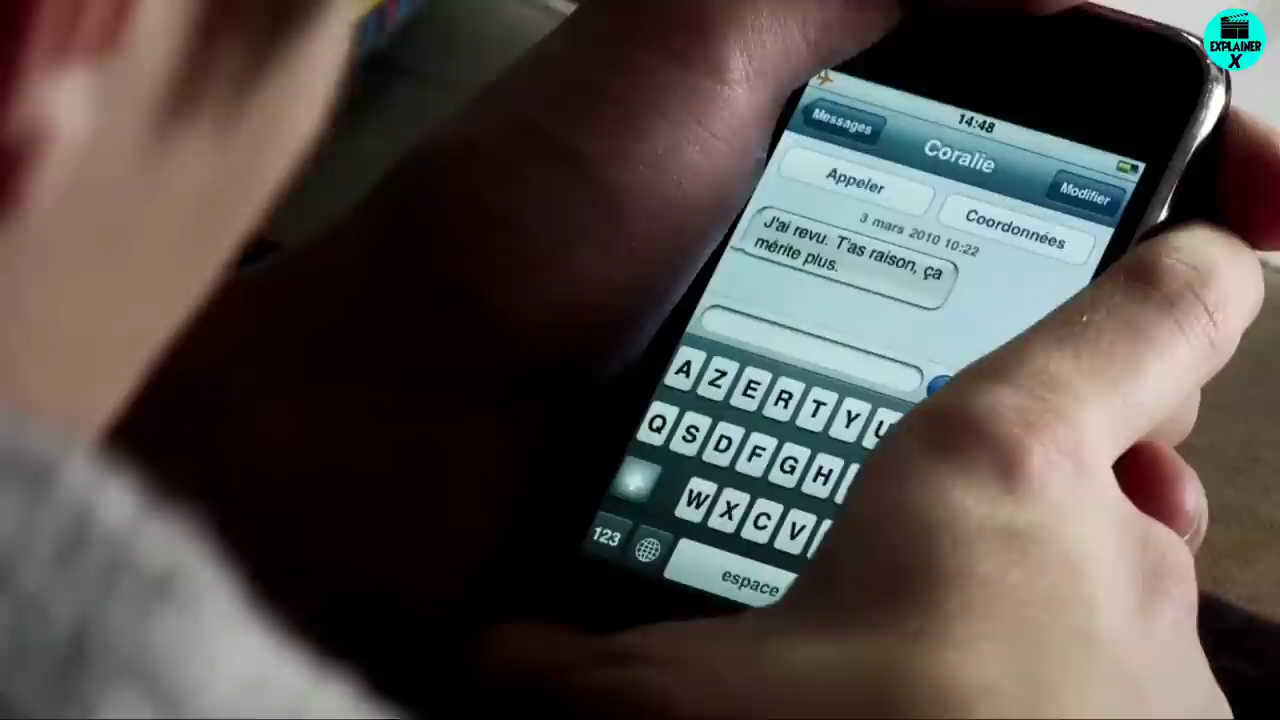 EXPLAINER
X
14:48
Messages
Coralie
Modifier
Appeler
Coordonnées
3 mars 2010 10:22
J'ai revu. T'as raison, ça
mérite plus.
A Z E R T Y U
Q S D F G H
W X C V
123
espace